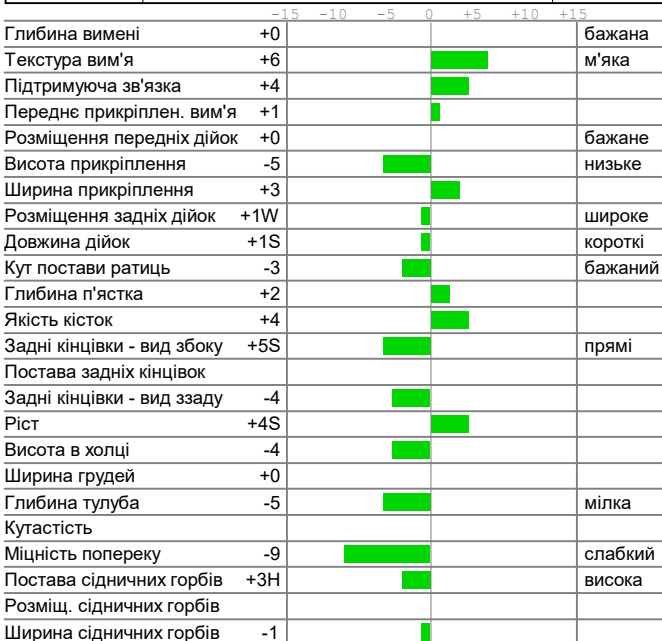 -15 -10 -5 0 +5 +10 +15
Глибина вимені +0 бажана
Текстура вим'я +6 м'яка
Підтримуюча зв'язка +4
Переднє прикріплен. вим'я +1
Розміщення передніх дійок +0 бажане
Висота прикріплення -5 низьке
Ширина прикріплення +3
Розміщення задніх дійок +1W широке
Довжина дійок +1S короткі
Кут постави ратиць -3 бажаний
Глибина п'ястка +2
Якість кісток +4
Задні кінцівки - вид збоку +5S прямі
Постава задніх кінцівок
Задні кінцівки - вид ззаду -4
Ріст +4S
Висота в холці -4
Ширина грудей +0
Глибина тулуба -5 мілка
Кутастість
Міцність попереку -9 слабкий
Постава сідничних горбів +3H висока
Розміщ. сідничних горбів
Ширина сідничних горбів -1